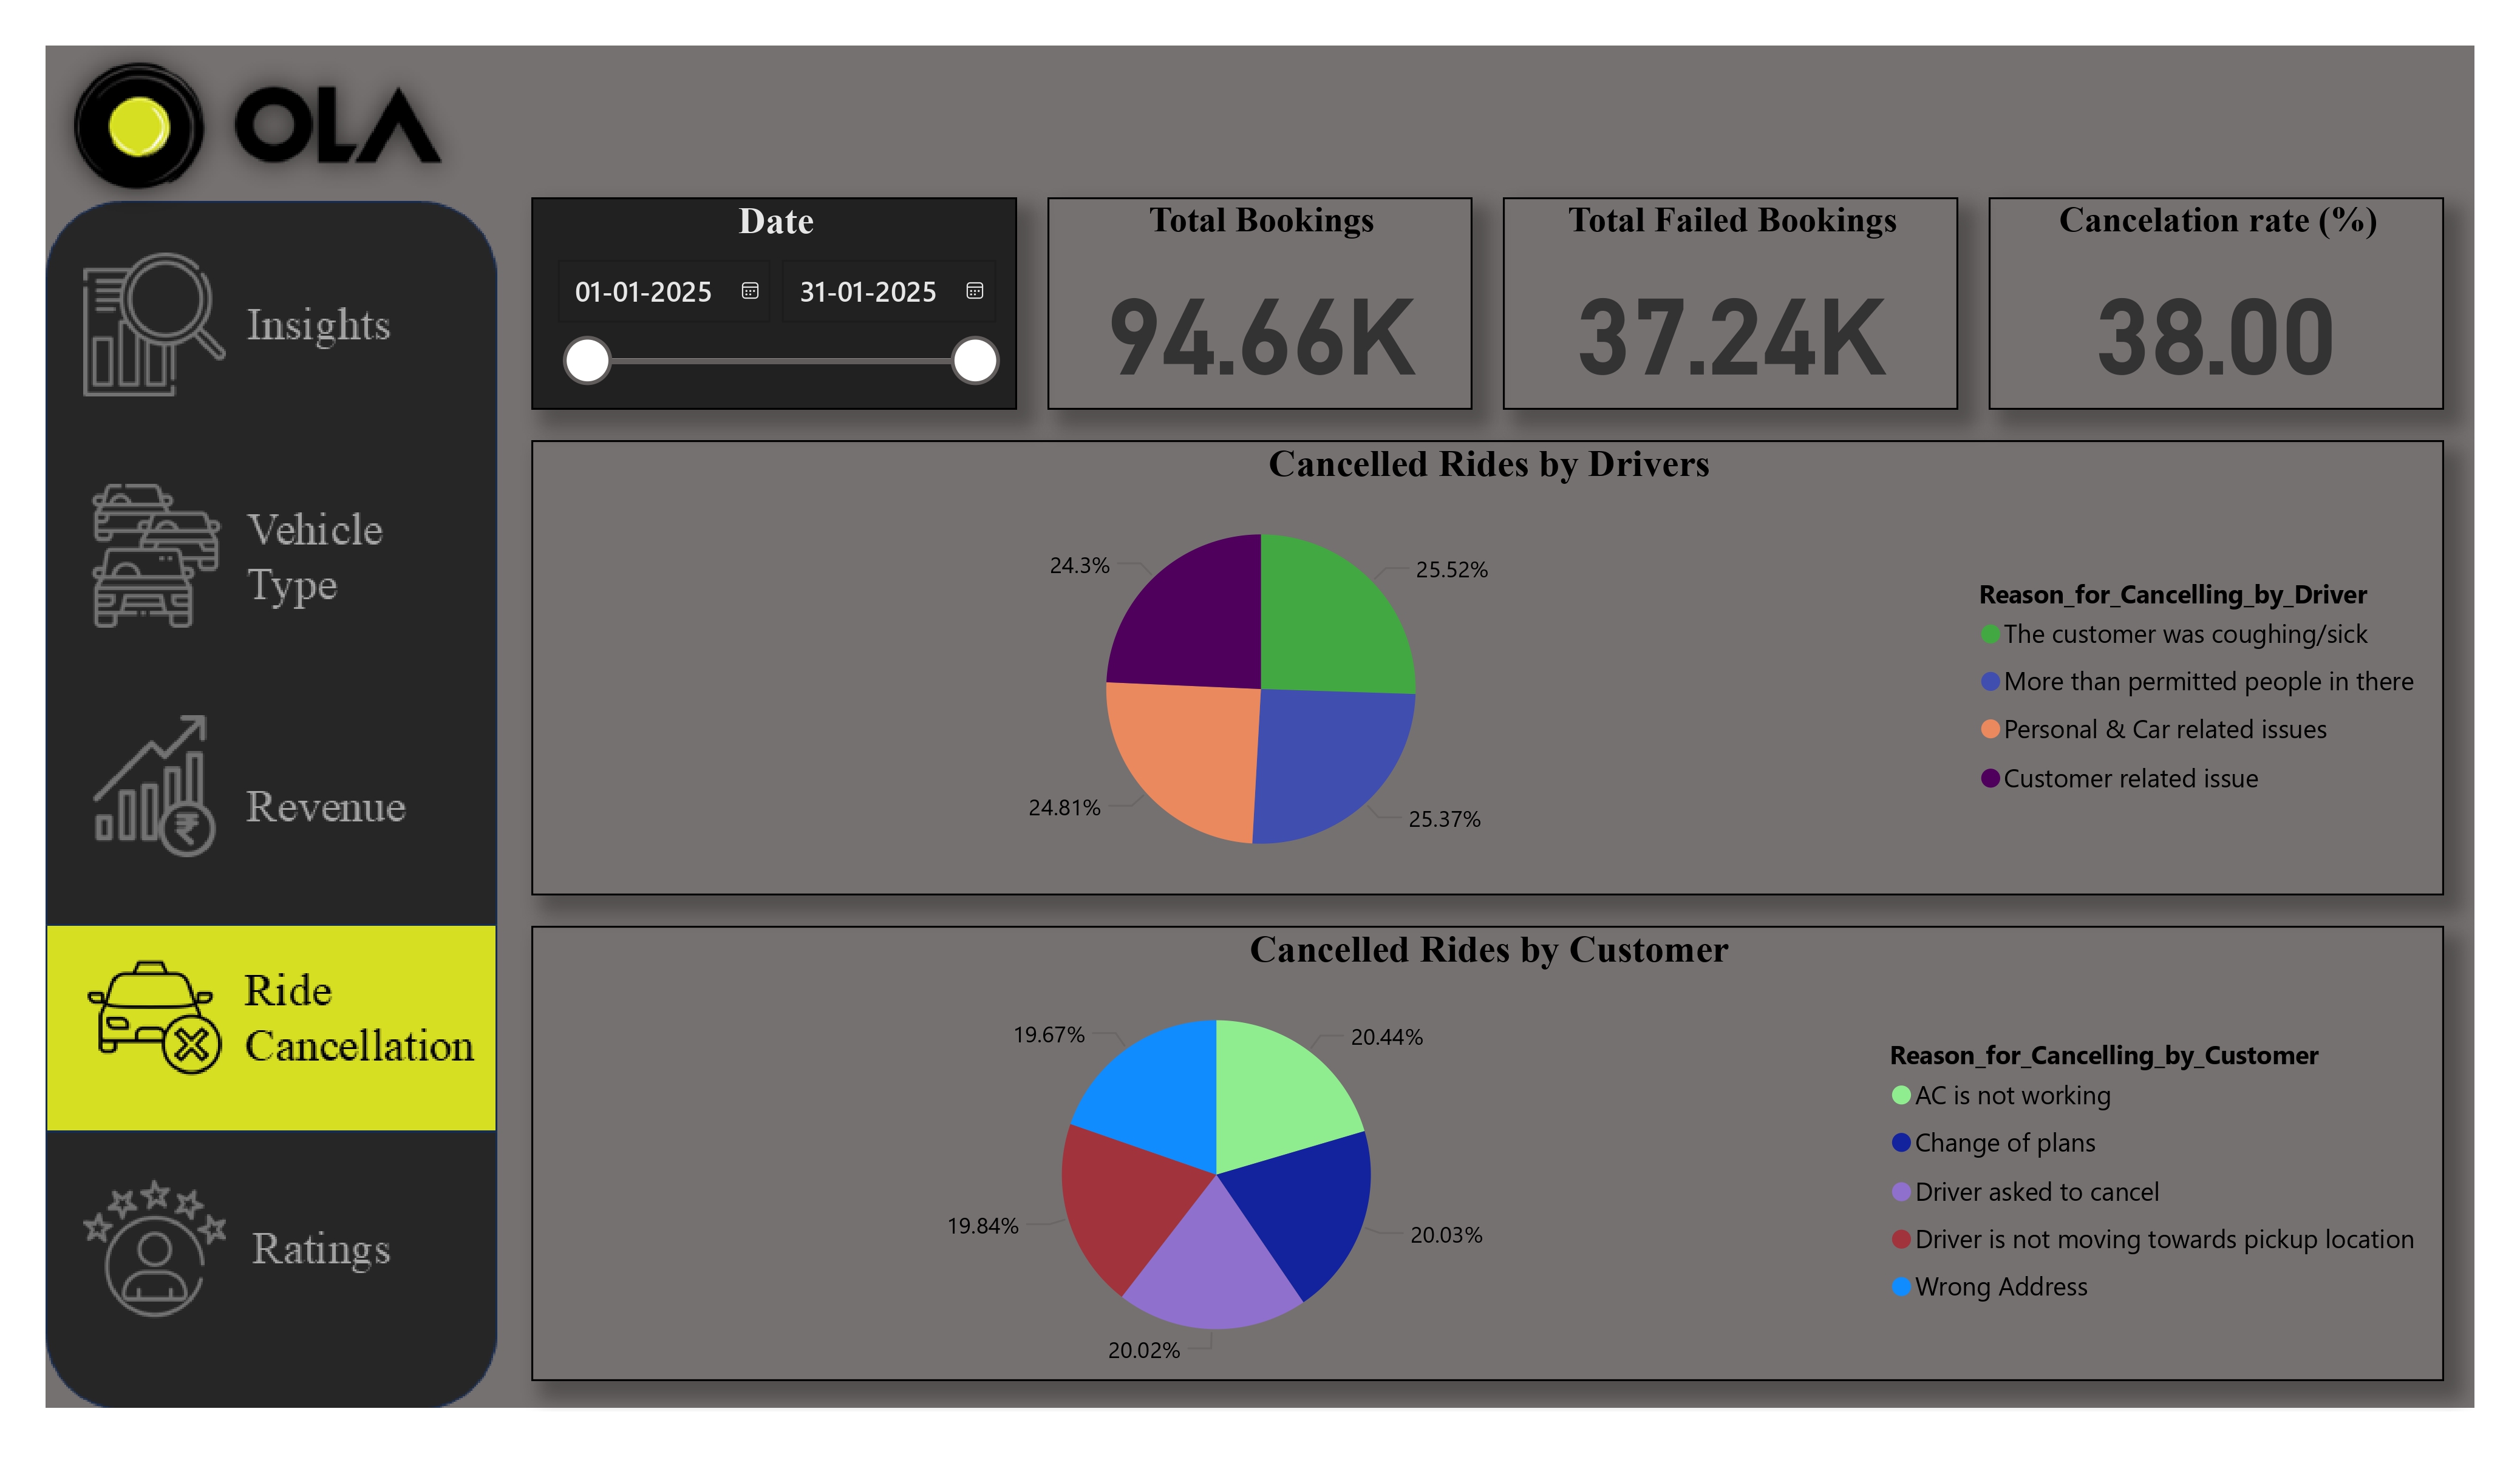 OLA
Insights
Vehicle
Type
Revenue
Ride
Cancellation
Ratings
Date
01-01-2025
31-01-2025
Total Bookings
94.66K
Total Failed Bookings
37.24K
Cancelation rate (%)
38.00
Cancelled Rides by Drivers
24.3%
25.52%
24.81%
25.37%
Reason_for_Cancelling_by_Driver
The customer was coughing/sick
More than permitted people in there
Personal & Car related issues
Customer related issue
Cancelled Rides by Customer
19.67%
20.44%
19.84%
20.03%
20.02%
Reason_for_Cancelling_by_Customer
AC is not working
Change of plans
Driver asked to cancel
Driver is not moving towards pickup location
Wrong Address